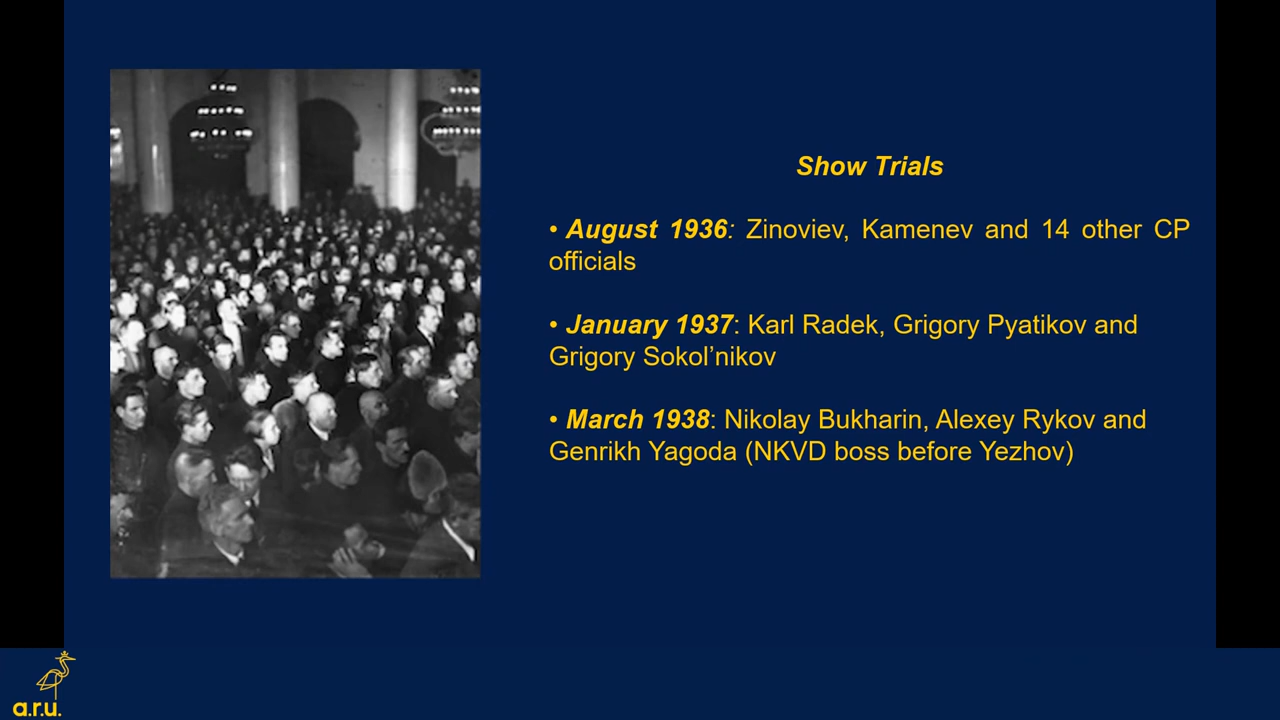 Show Trials
• August 1936: Zinoviev, Kamenev and 14 other CP
officials
• January 1937: Karl Radek, Grigory Pyatikov and
Grigory Sokol’nikov
• March 1938: Nikolay Bukharin, Alexey Rykov and
Genrikh Yagoda (NKVD boss before Yezhov)
a.r.u.